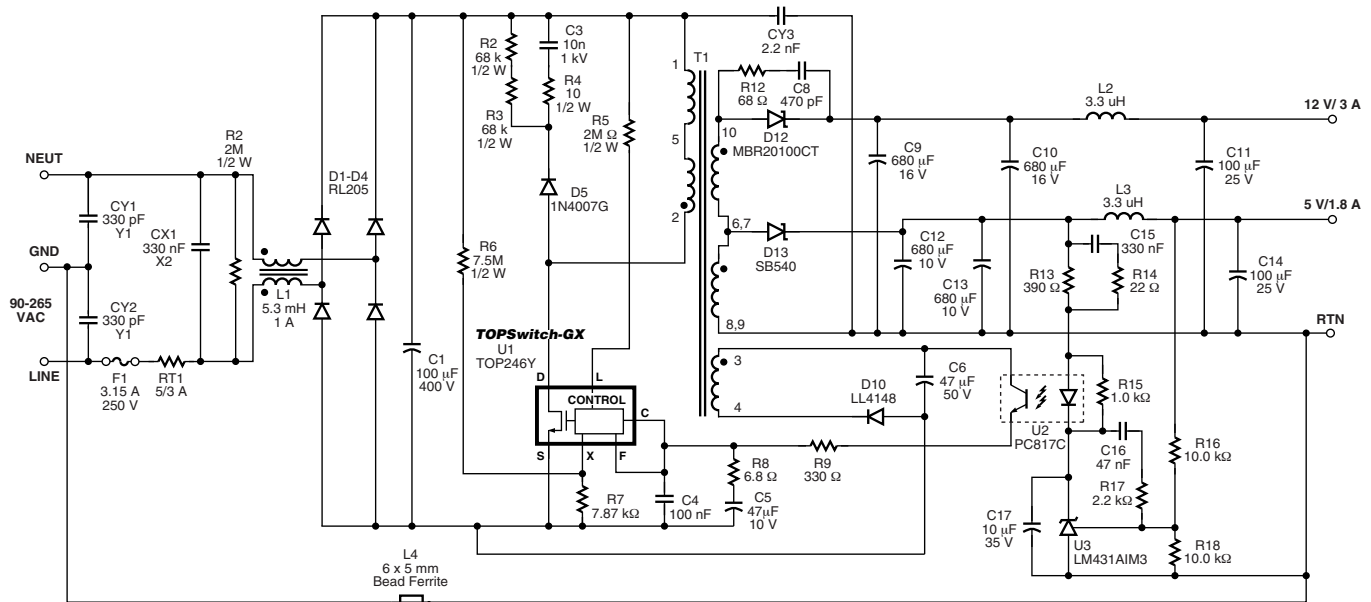 CY3
2.2 nF
R2
68 k
1/2 W
C3
10n
1 kV
R4
10
1/2 W
R3
68 k
1/2 W
R5
2M Ω
1/2 W
1
T1
5
2
R12
68 Ω
C8
470 pF
10
D12
MBR20100CT
L2
3.3 uH
12 V/ 3 A
NEUT
R2
2M
1/2 W
D1-D4
RL205
D5
1N4007G
C9
680 µF
16 V
C10
680 µF
16 V
C11
100 µF
25 V
L3
3.3 uH
5 V/1.8 A
CY1
330 pF
Y1
CX1
330 nF
X2
GND
R6
7.5M
1/2 W
6,7
D13
SB540
C12
680 µF
10 V
C13
680 µF
10 V
C15
330 nF
R13
390 Ω
R14
22 Ω
C14
100 µF
25 V
90-265
VAC
CY2
330 pF
Y1
L1
5.3 mH
1 A
8,9
RTN
LINE
F1
3.15 A
250 V
RT1
5/3 A
C1
100 µF
400 V
TOPSwitch-GX
U1
TOP246Y
D
L
CONTROL
C
S
X
F
3
4
D10
LL4148
C6
47 µF
50 V
U2
PC817C
R15
1.0 kΩ
C16
47 nF
R16
10.0 kΩ
R7
7.87 kΩ
C4
100 nF
R8
6.8 Ω
C5
47µF
10 V
R9
330 Ω
R17
2.2 kΩ
C17
10 µF
35 V
U3
LM431AIM3
R18
10.0 kΩ
L4
6 x 5 mm
Bead Ferrite